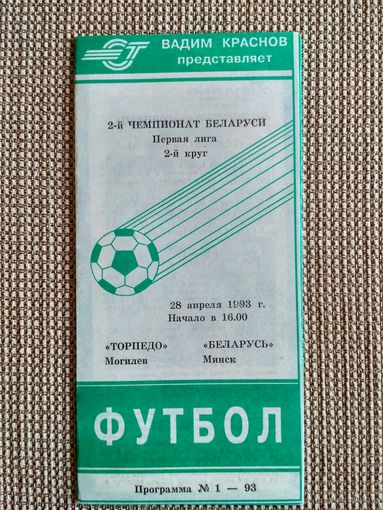 ВАДИМ КРАСНОВ
представляет
2-й ЧЕМПИОНАТ БЕЛАРУСИ
Первая лига
2-й круг
28 апреля 1993 г.
Начало в 16.00
«ТОРПЕДО» «БЕЛАРУСЬ»
Могилев Минск
ФУТБОЛ
Программа № 1 — 93